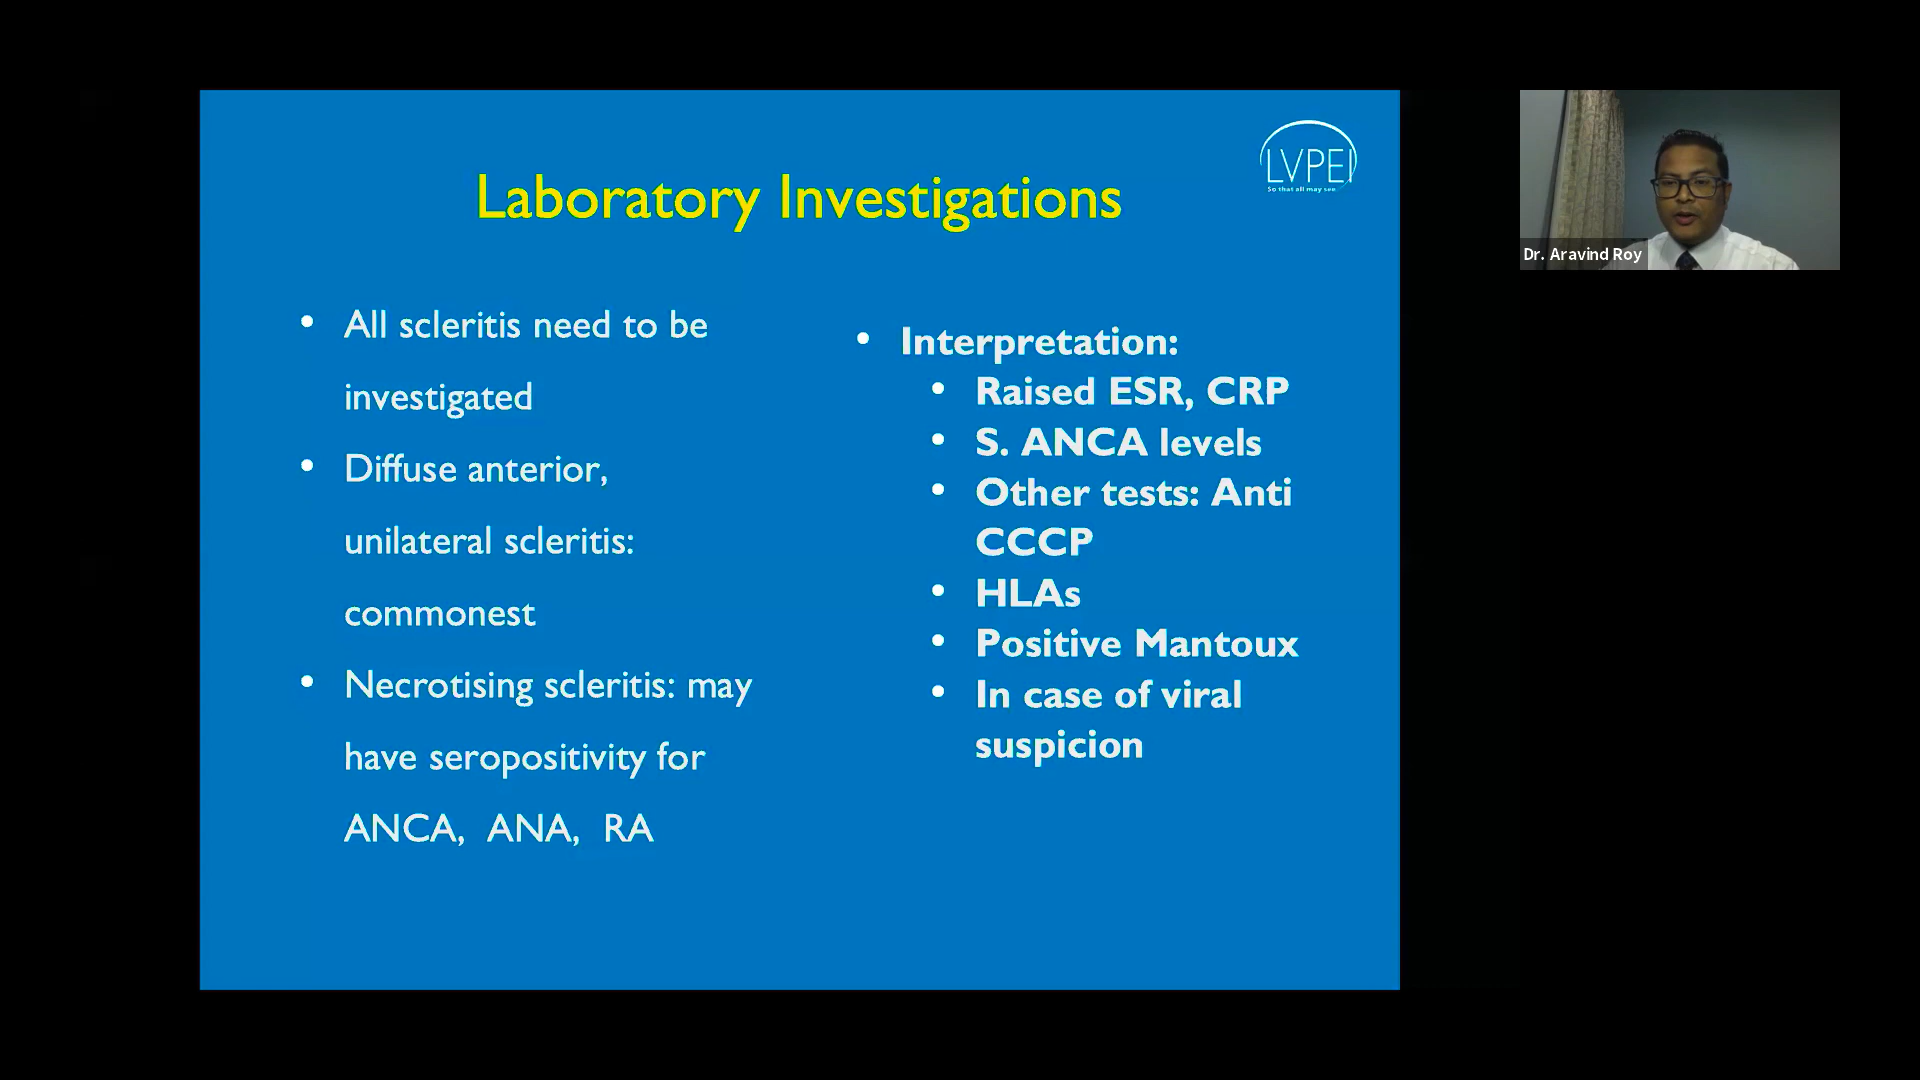 LVPEI
So that all may see
Laboratory Investigations
• All scleritis need to be
investigated
• Diffuse anterior,
unilateral scleritis:
commonest
• Necrotising scleritis: may
have seropositivity for
ANCA, ANA, RA
• Interpretation:
• Raised ESR, CRP
• S. ANCA levels
• Other tests: Anti
CCCP
• HLAs
• Positive Mantoux
• In case of viral
suspicion
Dr. Aravind Roy